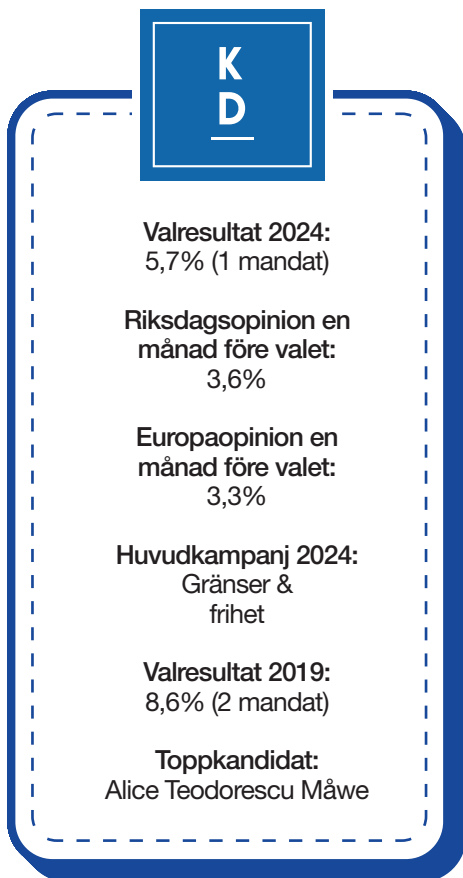 K
D
Valresultat 2024:
5,7% (1 mandat)
Riksdagsopinion en
månad före valet:
3,6%
Europaopinion en
månad före valet:
3,3%
Huvudkampanj 2024:
Gränser &
frihet
Valresultat 2019:
8,6% (2 mandat)
Toppkandidat:
Alice Teodorescu Måwe